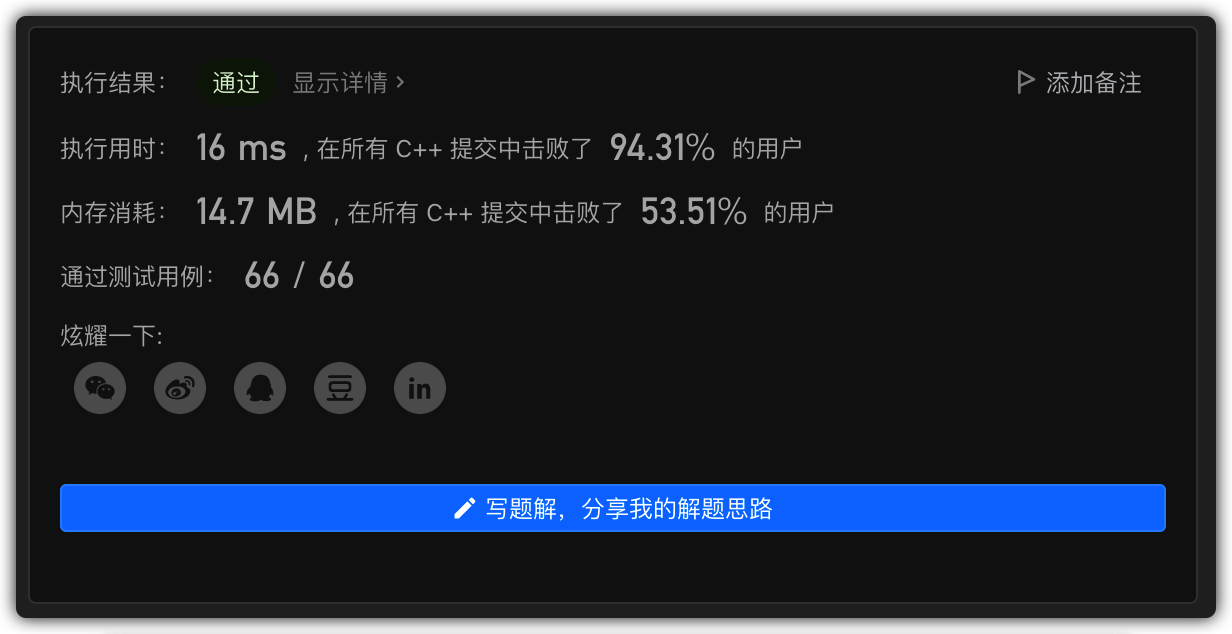 执行结果： 通过 显示详情 > 添加备注
执行用时： 16 ms , 在所有 C++ 提交中击败了 94.31% 的用户
内存消耗： 14.7 MB , 在所有 C++ 提交中击败了 53.51% 的用户
通过测试用例： 66 / 66
炫耀一下:
豆 in
写题解，分享我的解题思路